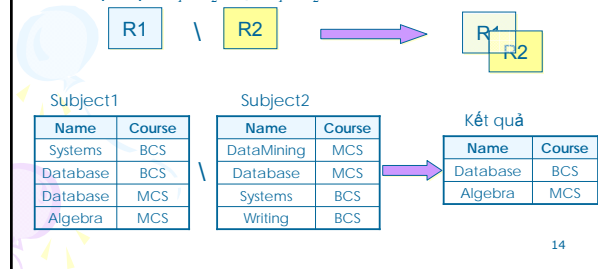 R1 \ R2 R1 R2
Subject1 Subject2
Kết quả
Name Course
Systems BCS
Database BCS
Database MCS
Algebra MCS
\
Name Course
DataMining MCS
Database MCS
Systems BCS
Writing BCS
Name Course
Database BCS
Algebra MCS
14